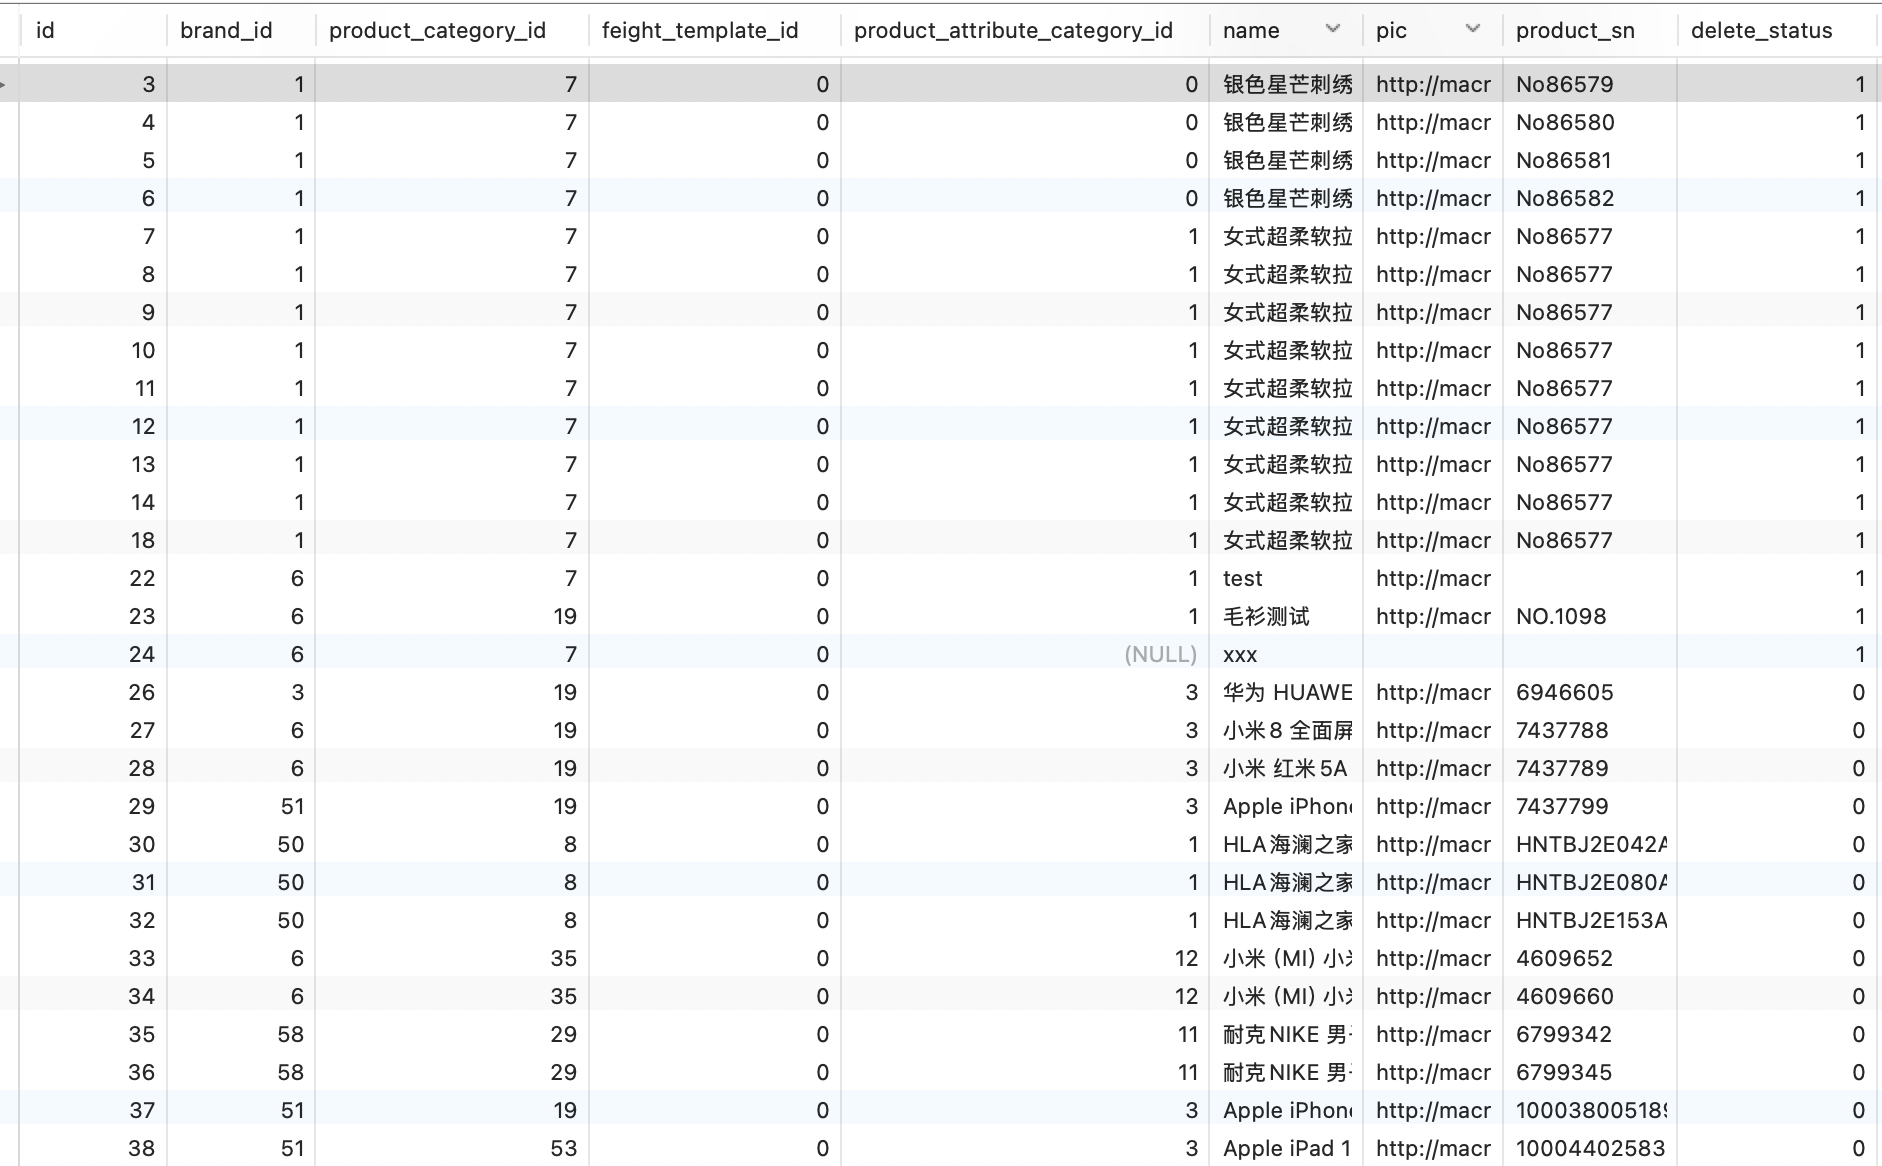 id brand_id product_category_id feight_template_id product_attribute_category_id name pic product_sn delete_status
3 1 7 0 0 银色星芒刺绣 http://macr No86579 1
4 1 7 0 0 银色星芒刺绣 http://macr No86580 1
5 1 7 0 0 银色星芒刺绣 http://macr No86581 1
6 1 7 0 0 银色星芒刺绣 http://macr No86582 1
7 1 7 0 1 女式超柔软拉 http://macr No86577 1
8 1 7 0 1 女式超柔软拉 http://macr No86577 1
9 1 7 0 1 女式超柔软拉 http://macr No86577 1
10 1 7 0 1 女式超柔软拉 http://macr No86577 1
11 1 7 0 1 女式超柔软拉 http://macr No86577 1
12 1 7 0 1 女式超柔软拉 http://macr No86577 1
13 1 7 0 1 女式超柔软拉 http://macr No86577 1
14 1 7 0 1 女式超柔软拉 http://macr No86577 1
18 1 7 0 1 女式超柔软拉 http://macr No86577 1
22 6 7 0 1 test http://macr 1
23 6 19 0 1 毛衫测试 http://macr NO.1098 1
24 6 7 0 (NULL) xxx 1
26 3 19 0 3 华为 HUAWE http://macr 6946605 0
27 6 19 0 3 小米8 全面屏 http://macr 7437788 0
28 6 19 0 3 小米 红米5A http://macr 7437789 0
29 51 19 0 3 Apple iPhone http://macr 7437799 0
30 50 8 0 1 HLA海澜之家 http://macr HNTBJ2E042A 0
31 50 8 0 1 HLA海澜之家 http://macr HNTBJ2E080A 0
32 50 8 0 1 HLA海澜之家 http://macr HNTBJ2E153A 0
33 6 35 0 12 小米 (MI) 小米 http://macr 4609652 0
34 6 35 0 12 小米 (MI) 小米 http://macr 4609660 0
35 58 29 0 11 耐克NIKE 男子 http://macr 6799342 0
36 58 29 0 11 耐克NIKE 男子 http://macr 6799345 0
37 51 19 0 3 Apple iPhone http://macr 100038005189 0
38 51 53 0 3 Apple iPad 1 http://macr 10004402583 0